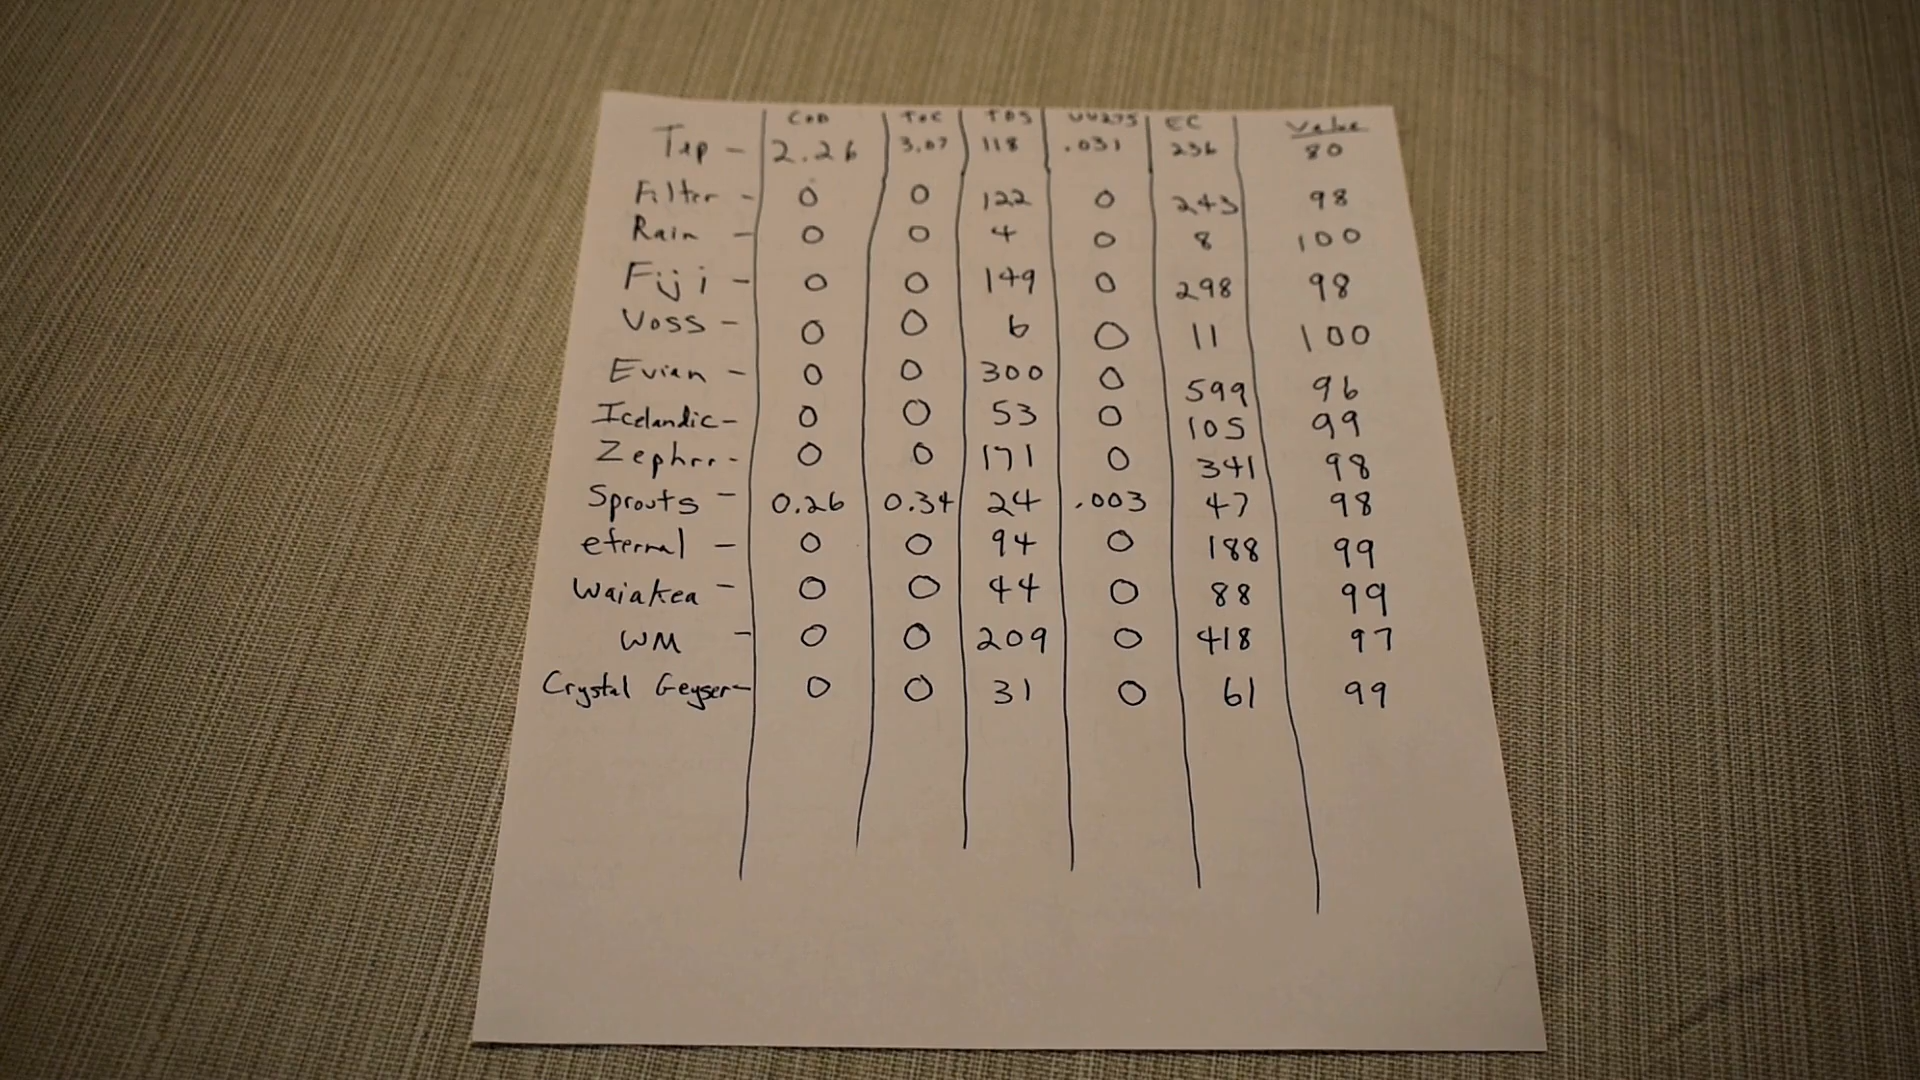 COD TOC TDS UV275 EC Value
Tap - 2.26 3.07 118 .031 236 80
Filter - 0 0 122 0 243 98
Rain - 0 0 4 0 8 100
Fiji - 0 0 149 0 298 98
Voss - 0 0 6 0 11 100
Evian - 0 0 300 0 599 96
Icelandic - 0 0 53 0 105 99
Zephrr - 0 0 171 0 341 98
Sprouts - 0.26 0.34 24 .003 47 98
eternal - 0 0 94 0 188 99
Waiakea - 0 0 44 0 88 99
WM - 0 0 209 0 418 97
Crystal Geyser - 0 0 31 0 61 99